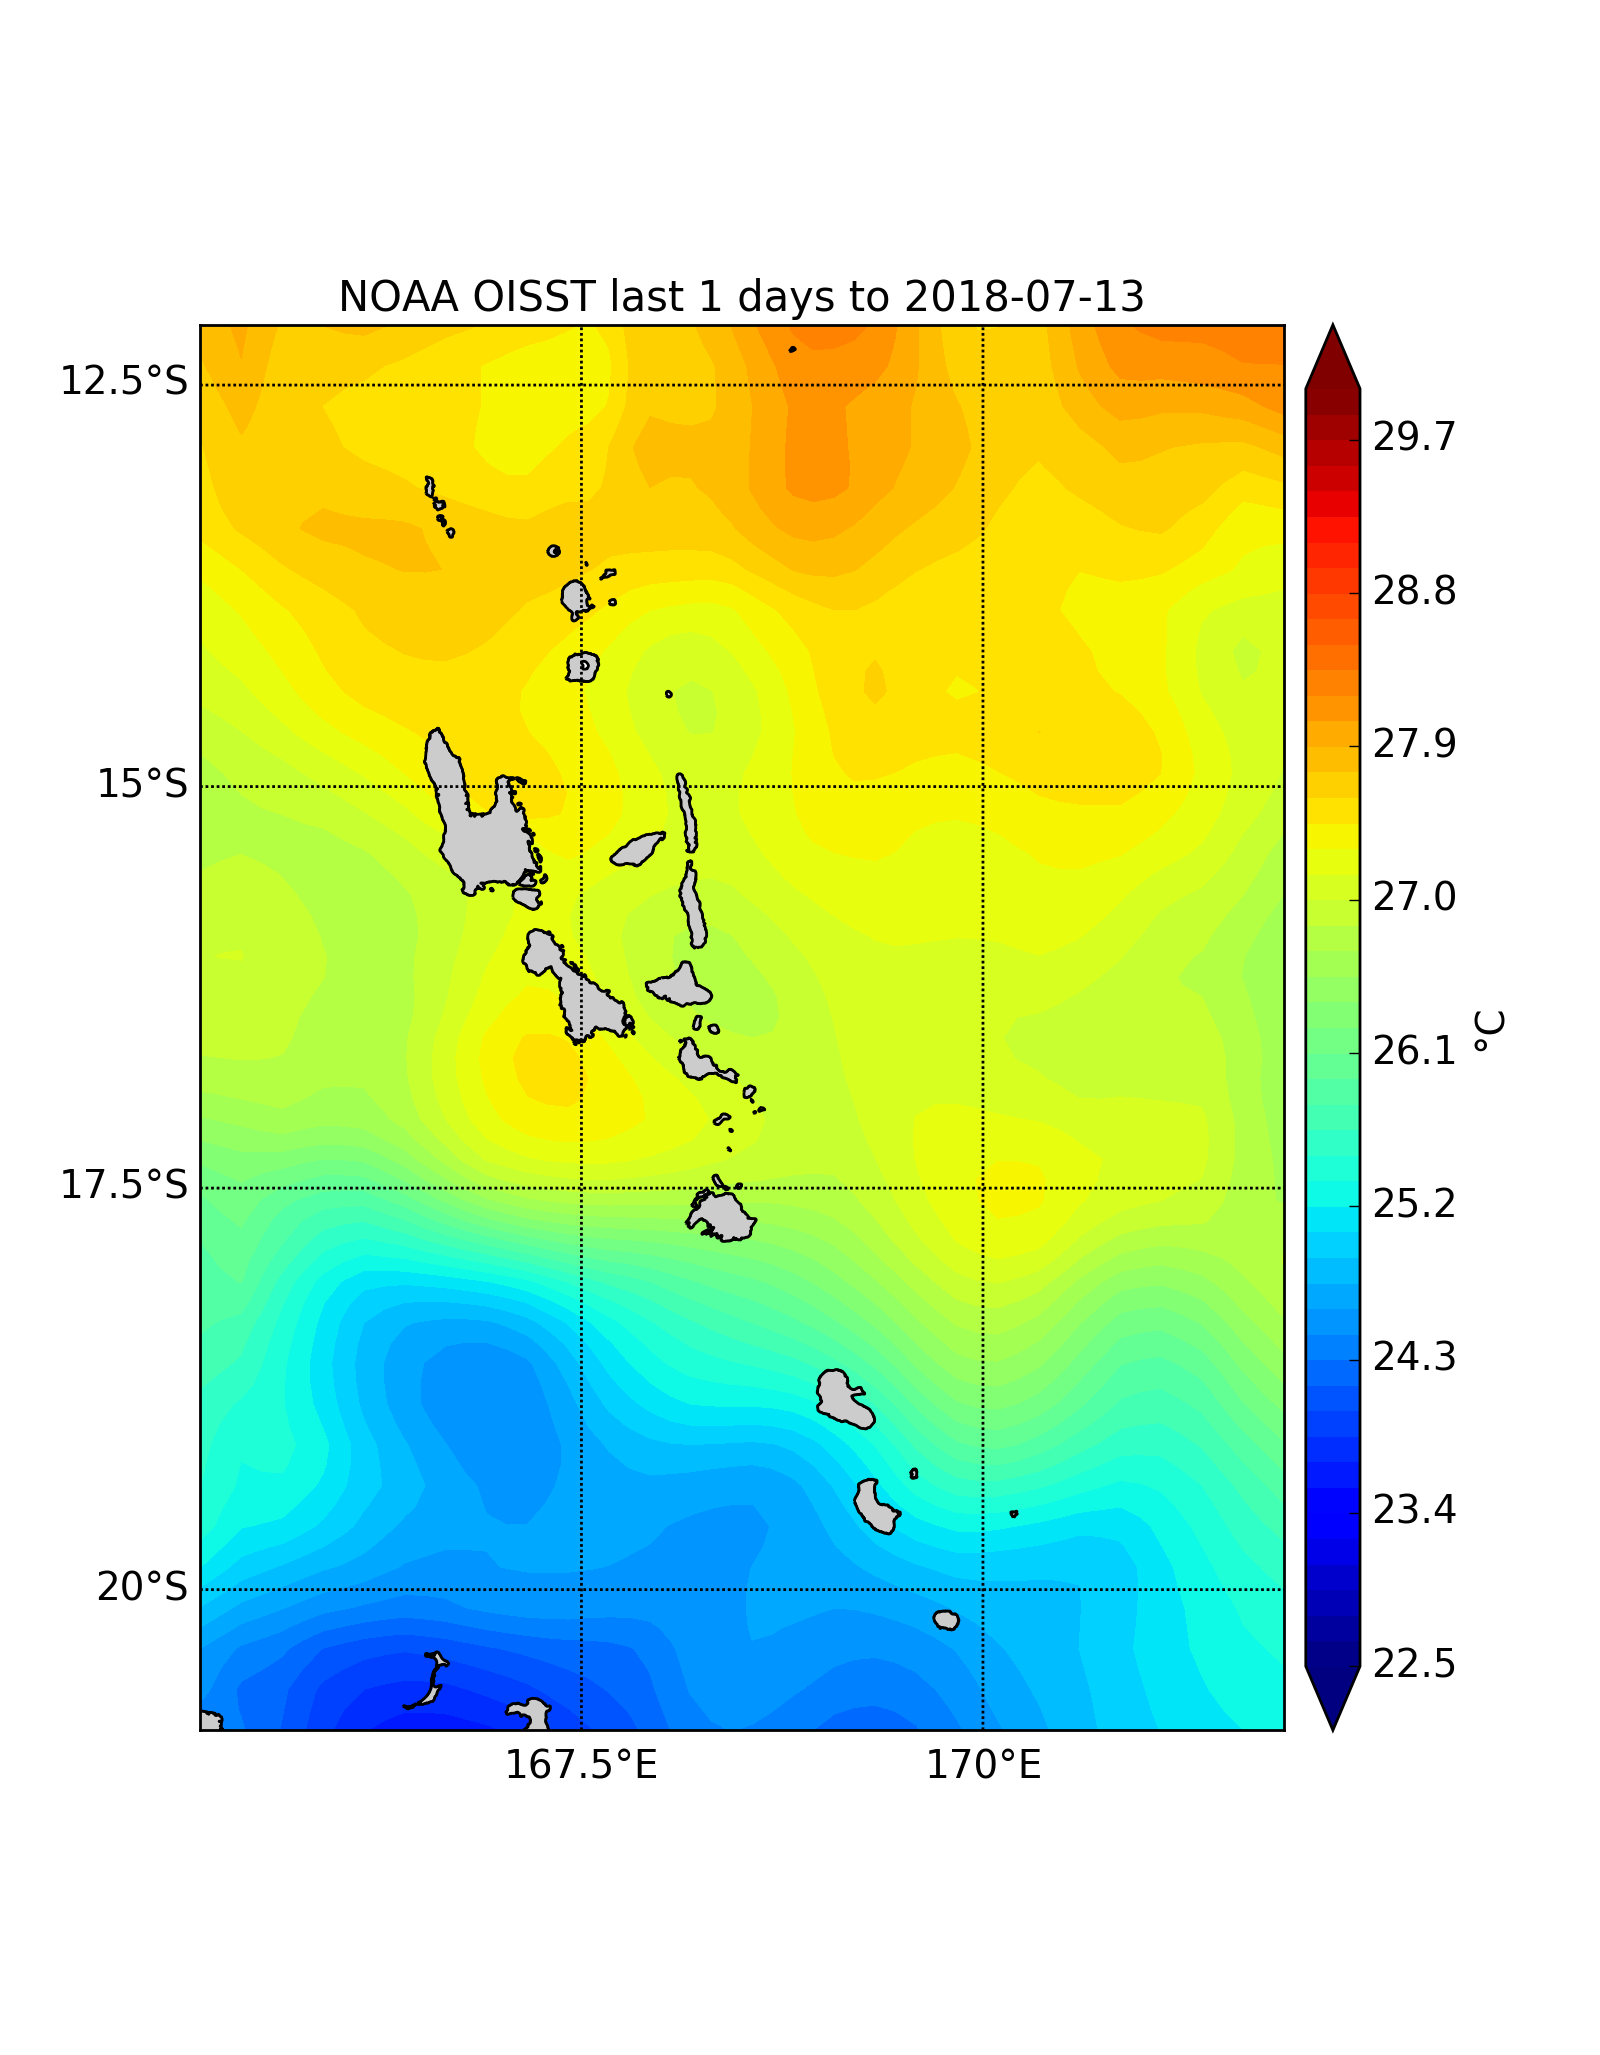 NOAA OISST last 1 days to 2018-07-13
12.5°S
15°S
17.5°S
20°S
167.5°E
170°E
29.7
28.8
27.9
27.0
26.1
25.2
24.3
23.4
22.5
°C